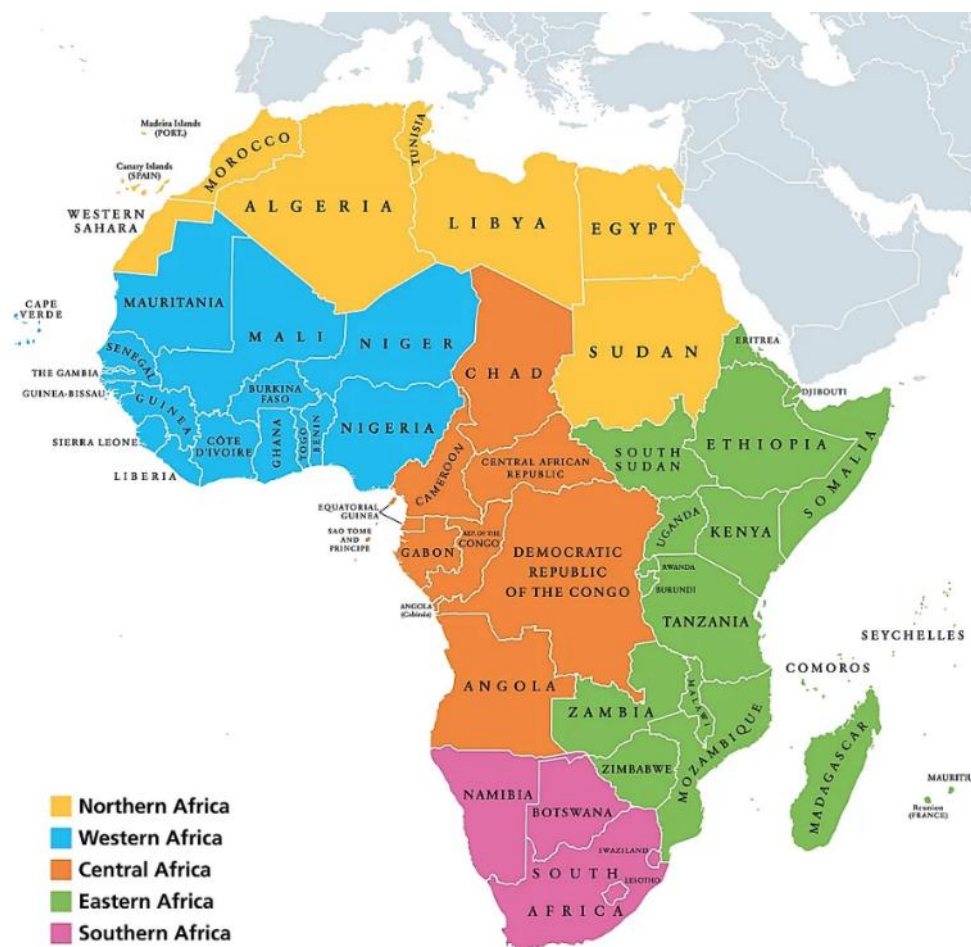 Madeira Islands
(PORT.)
Canary Islands
(SPAIN)
MOROCCO
TUNISIA
ALGERIA
LIBYA
EGYPT
WESTERN
SAHARA
MAURITANIA
MALI
NIGER
CHAD
SUDAN
ERITREA
CAPE
VERDE
SENEGAL
THE GAMBIA
GUINEA-BISSAU
GUINEA
SIERRA LEONE
LIBERIA
CÔTE
D'IVOIRE
BURKINA
FASO
GHANA
TOGO
BENIN
NIGERIA
DJIBOUTI
ETHIOPIA
SOMALIA
SOUTH
SUDAN
CENTRAL AFRICAN
REPUBLIC
CAMEROON
EQUATORIAL
GUINEA
SAO TOME
AND
PRINCIPE
GABON
REP. OF THE
CONGO
DEMOCRATIC
REPUBLIC
OF THE CONGO
UGANDA
KENYA
RWANDA
BURUNDI
TANZANIA
ANGOLA
(Cabinda)
SEYCHELLES
COMOROS
ANGOLA
ZAMBIA
MALAWI
MOZAMBIQUE
ZIMBABWE
MADAGASCAR
MAURITIU
Reunion
(FRANCE)
NAMIBIA
BOTSWANA
SWAZILAND
LESOTHO
SOUTH
AFRICA
Northern Africa
Western Africa
Central Africa
Eastern Africa
Southern Africa